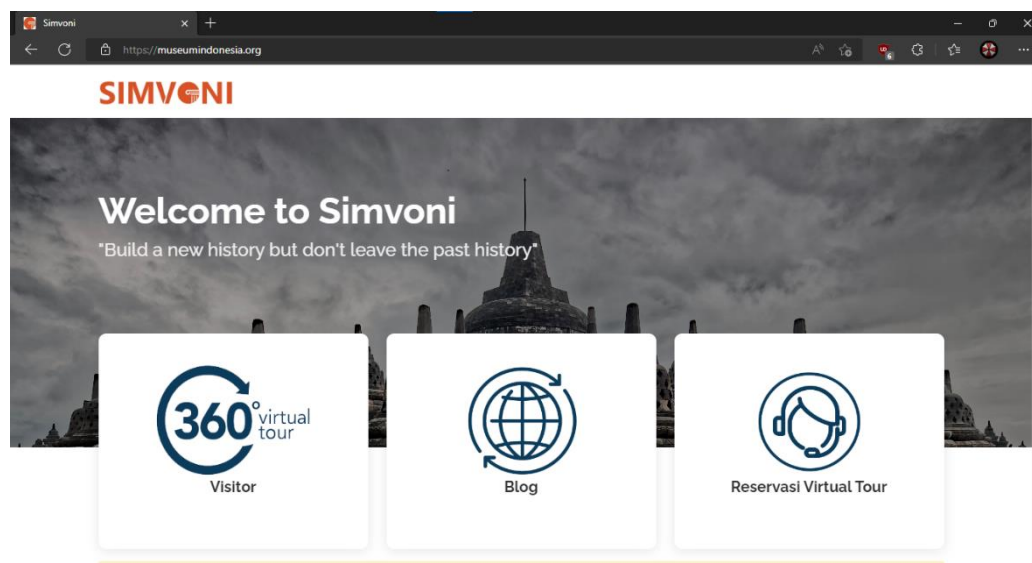 Simvoni
https://museumindonesia.org
6
SIMVONI
Welcome to Simvoni
"Build a new history but don't leave the past history"
360° virtual
tour
Visitor
Blog
Reservasi Virtual Tour